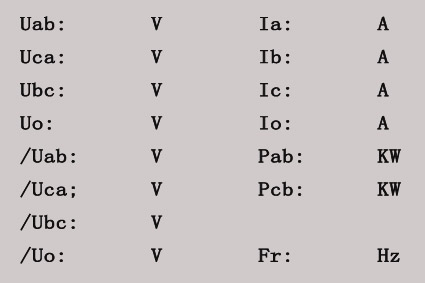 Uab: V Ia: A
Uca: V Ib: A
Ubc: V Ic: A
Uo: V Io: A
/Uab: V Pab: KW
/Uca; V Pcb: KW
/Ubc: V
/Uo: V Fr: Hz